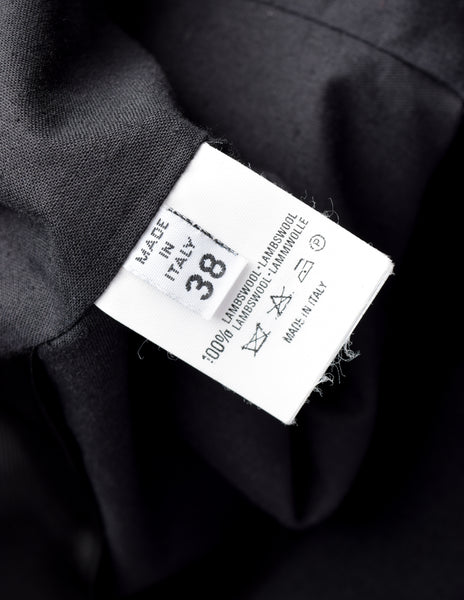 MADE
IN
ITALY
38
100% LAMBSWOOL-LAMBSWOOL
LAMBSWOOL-LAMMWOLLE
P
MADE IN ITALY